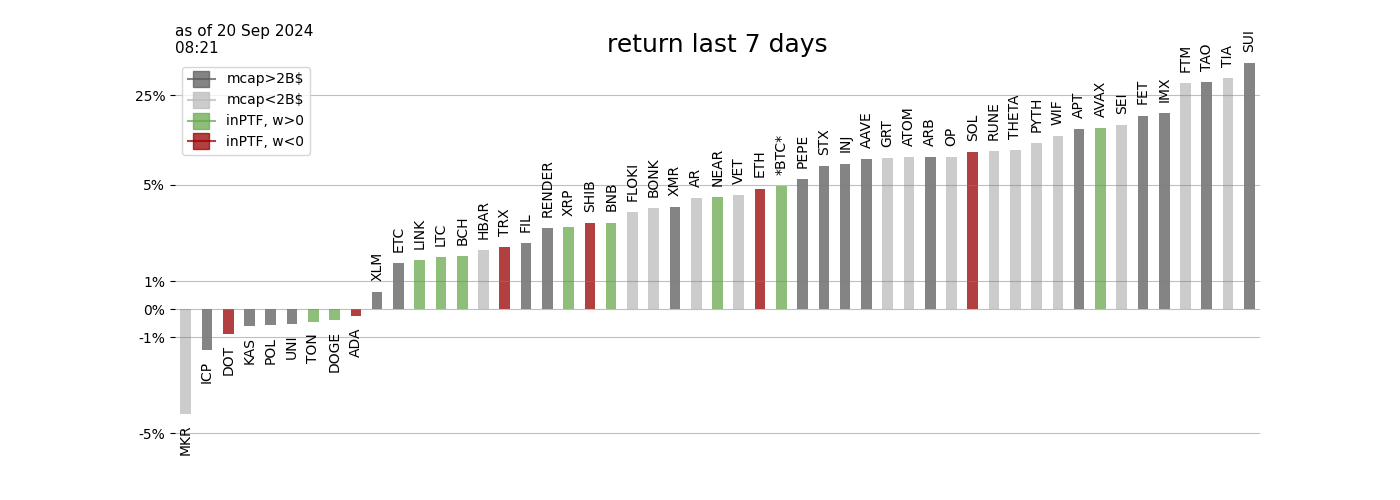 as of 20 Sep 2024
08:21
return last 7 days
mcap>2B$
mcap<2B$
inPTF, w>0
inPTF, w<0
25%
5%
1%
0%
-1%
-5%
MKR
ICP
DOT
KAS
POL
UNI
TON
DOGE
ADA
XLM
ETC
LINK
LTC
BCH
HBAR
TRX
FIL
RENDER
XRP
SHIB
BNB
FLOKI
BONK
XMR
AR
NEAR
VET
ETH
*BTC*
PEPE
STX
INJ
AAVE
GRT
ATOM
ARB
OP
SOL
RUNE
THETA
PYTH
WIF
APT
AVAX
SEI
FET
IMX
FTM
TAO
TIA
SUI